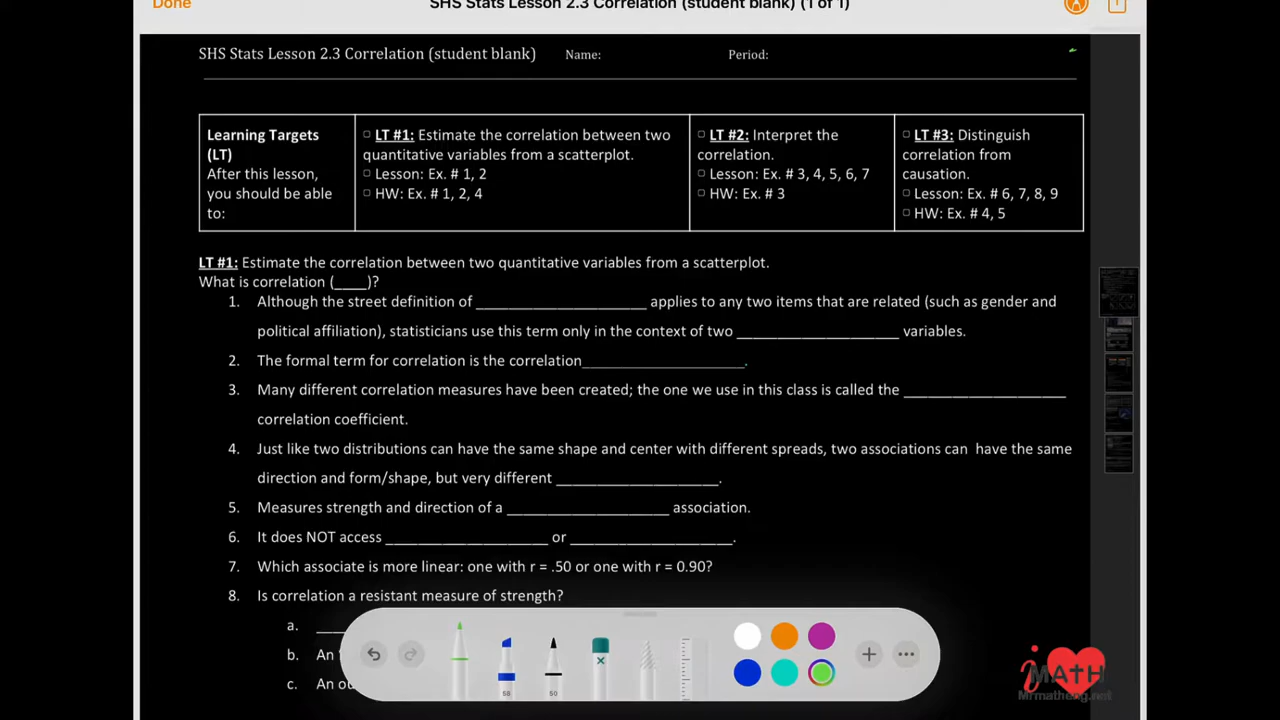 Done
SHS Stats Lesson 2.3 Correlation (student blank) (1 of 1)
SHS Stats Lesson 2.3 Correlation (student blank) Name: Period:
Learning Targets
(LT)
After this lesson,
you should be able
to:
LT #1: Estimate the correlation between two
quantitative variables from a scatterplot.
Lesson: Ex. # 1, 2
HW: Ex. # 1, 2, 4
LT #2: Interpret the
correlation.
Lesson: Ex. # 3, 4, 5, 6, 7
HW: Ex. # 3
LT #3: Distinguish
correlation from
causation.
Lesson: Ex. # 6, 7, 8, 9
HW: Ex. # 4, 5
LT #1: Estimate the correlation between two quantitative variables from a scatterplot.
What is correlation (____)?
1. Although the street definition of _____________________ applies to any two items that are related (such as gender and
political affiliation), statisticians use this term only in the context of two ____________________ variables.
2. The formal term for correlation is the correlation____________________.
3. Many different correlation measures have been created; the one we use in this class is called the ____________________
correlation coefficient.
4. Just like two distributions can have the same shape and center with different spreads, two associations can have the same
direction and form/shape, but very different ____________________.
5. Measures strength and direction of a ____________________ association.
6. It does NOT access ____________________ or ____________________.
7. Which associate is more linear: one with r = .50 or one with r = 0.90?
8. Is correlation a resistant measure of strength?
a. ___
b. An
c. An ou
55
50
iMATH
Mrmatheng.net